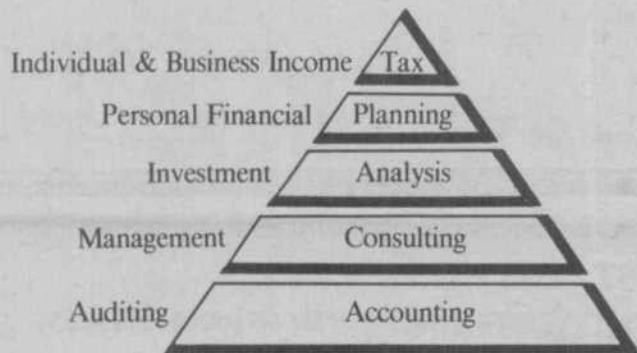 Individual & Business Income Tax
Personal Financial Planning
Investment Analysis
Management Consulting
Auditing Accounting